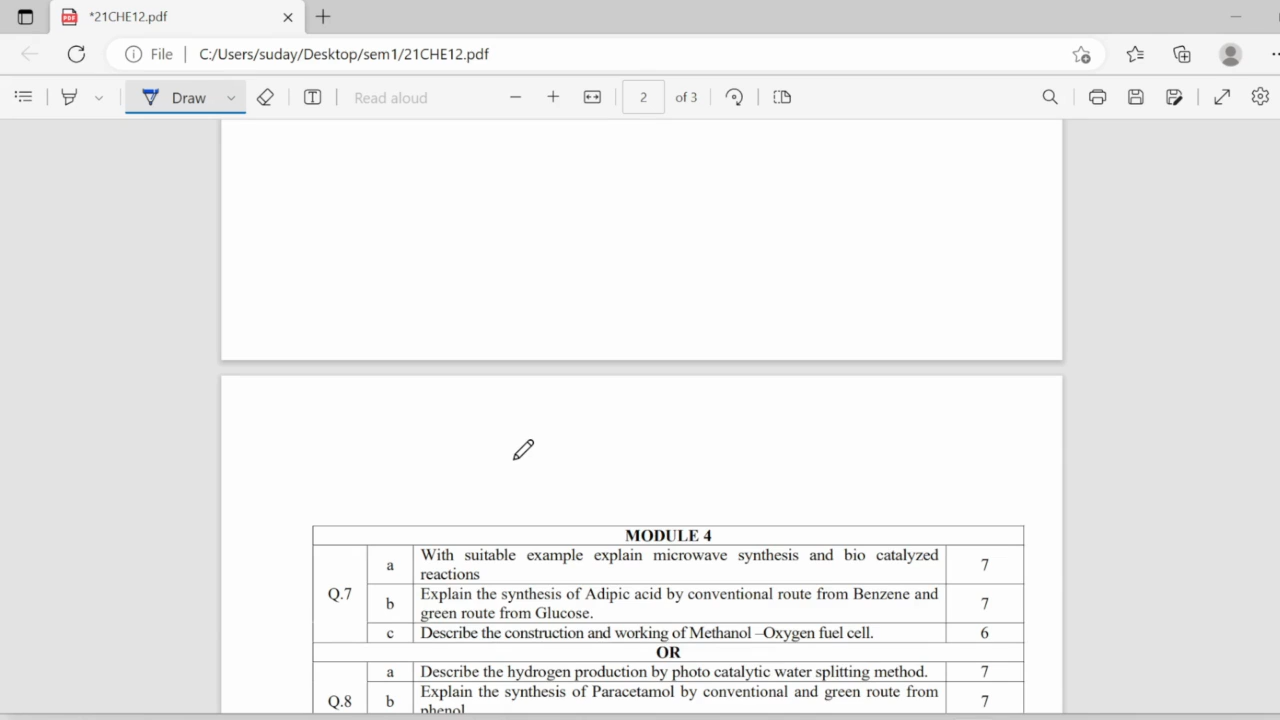 *21CHE12.pdf
File | C:/Users/suday/Desktop/sem1/21CHE12.pdf
Draw Read aloud 2 of 3
MODULE 4
Q.7 a With suitable example explain microwave synthesis and bio catalyzed reactions 7
b Explain the synthesis of Adipic acid by conventional route from Benzene and green route from Glucose. 7
c Describe the construction and working of Methanol –Oxygen fuel cell. 6
OR
Q.8 a Describe the hydrogen production by photo catalytic water splitting method. 7
b Explain the synthesis of Paracetamol by conventional and green route from phenol 7